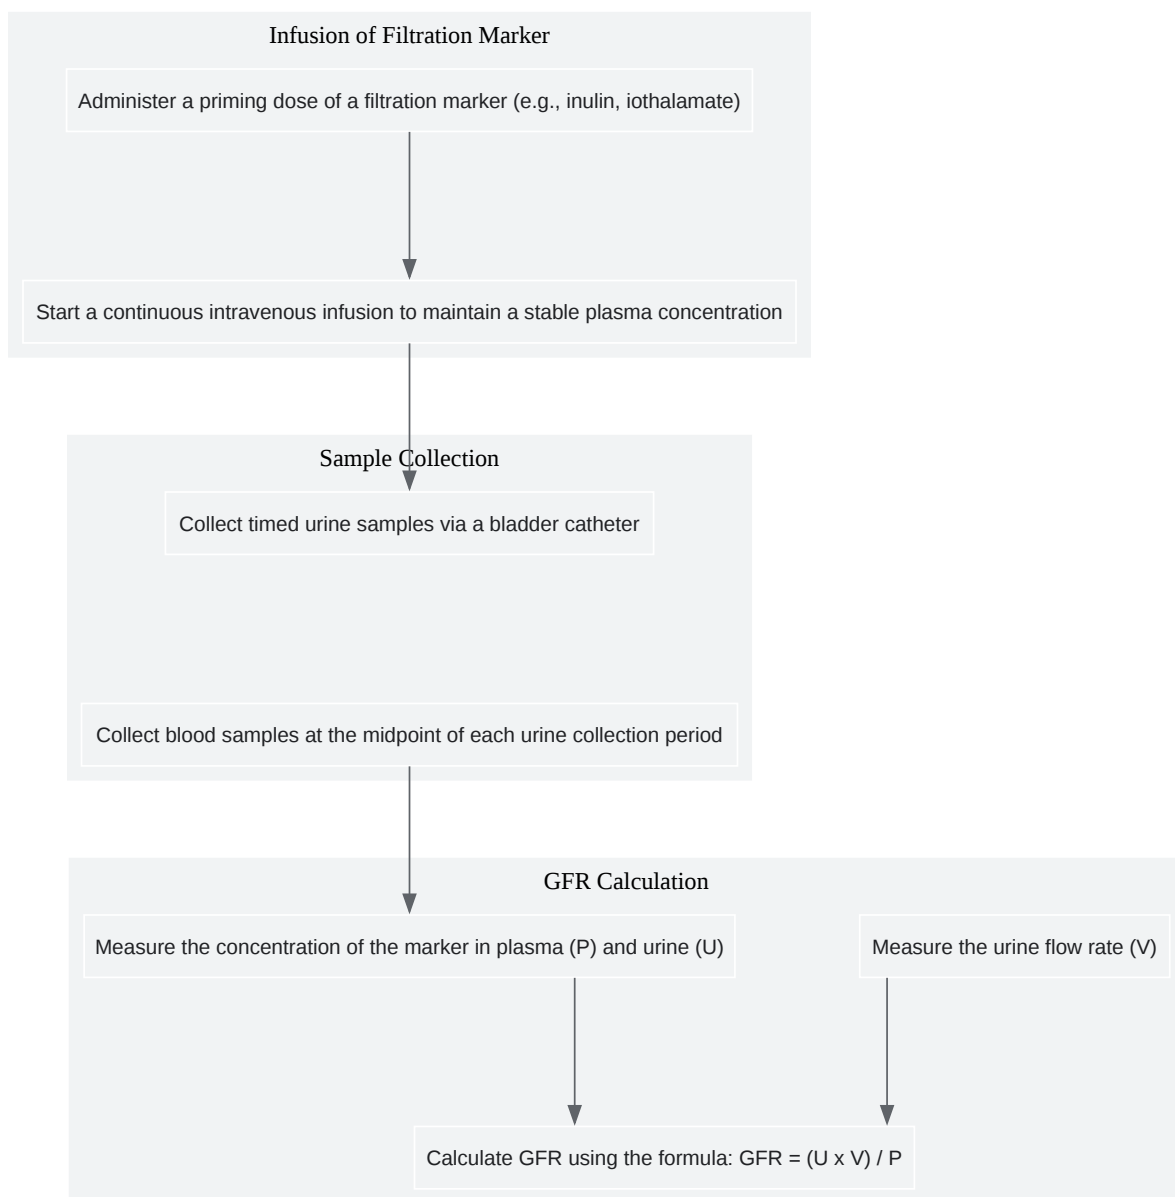 Infusion of Filtration Marker
Administer a priming dose of a filtration marker (e.g., inulin, iothalamate)
Start a continuous intravenous infusion to maintain a stable plasma concentration
Sample Collection
Collect timed urine samples via a bladder catheter
Collect blood samples at the midpoint of each urine collection period
GFR Calculation
Measure the concentration of the marker in plasma (P) and urine (U)
Measure the urine flow rate (V)
Calculate GFR using the formula: GFR = (U x V) / P